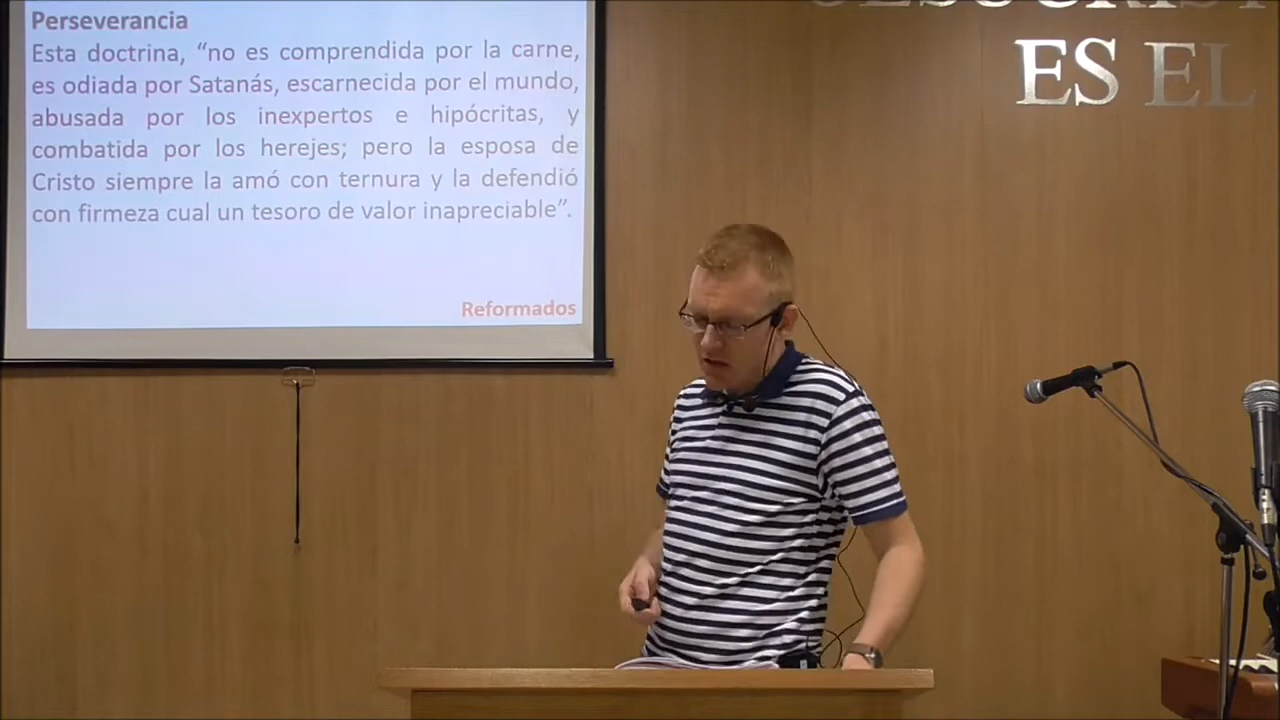 Perseverancia
Esta doctrina, “no es comprendida por la carne,
es odiada por Satanás, escarnecida por el mundo,
abusada por los inexpertos e hipócritas, y
combatida por los herejes; pero la esposa de
Cristo siempre la amó con ternura y la defendió
con firmeza cual un tesoro de valor inapreciable”.
Reformados
ES EL